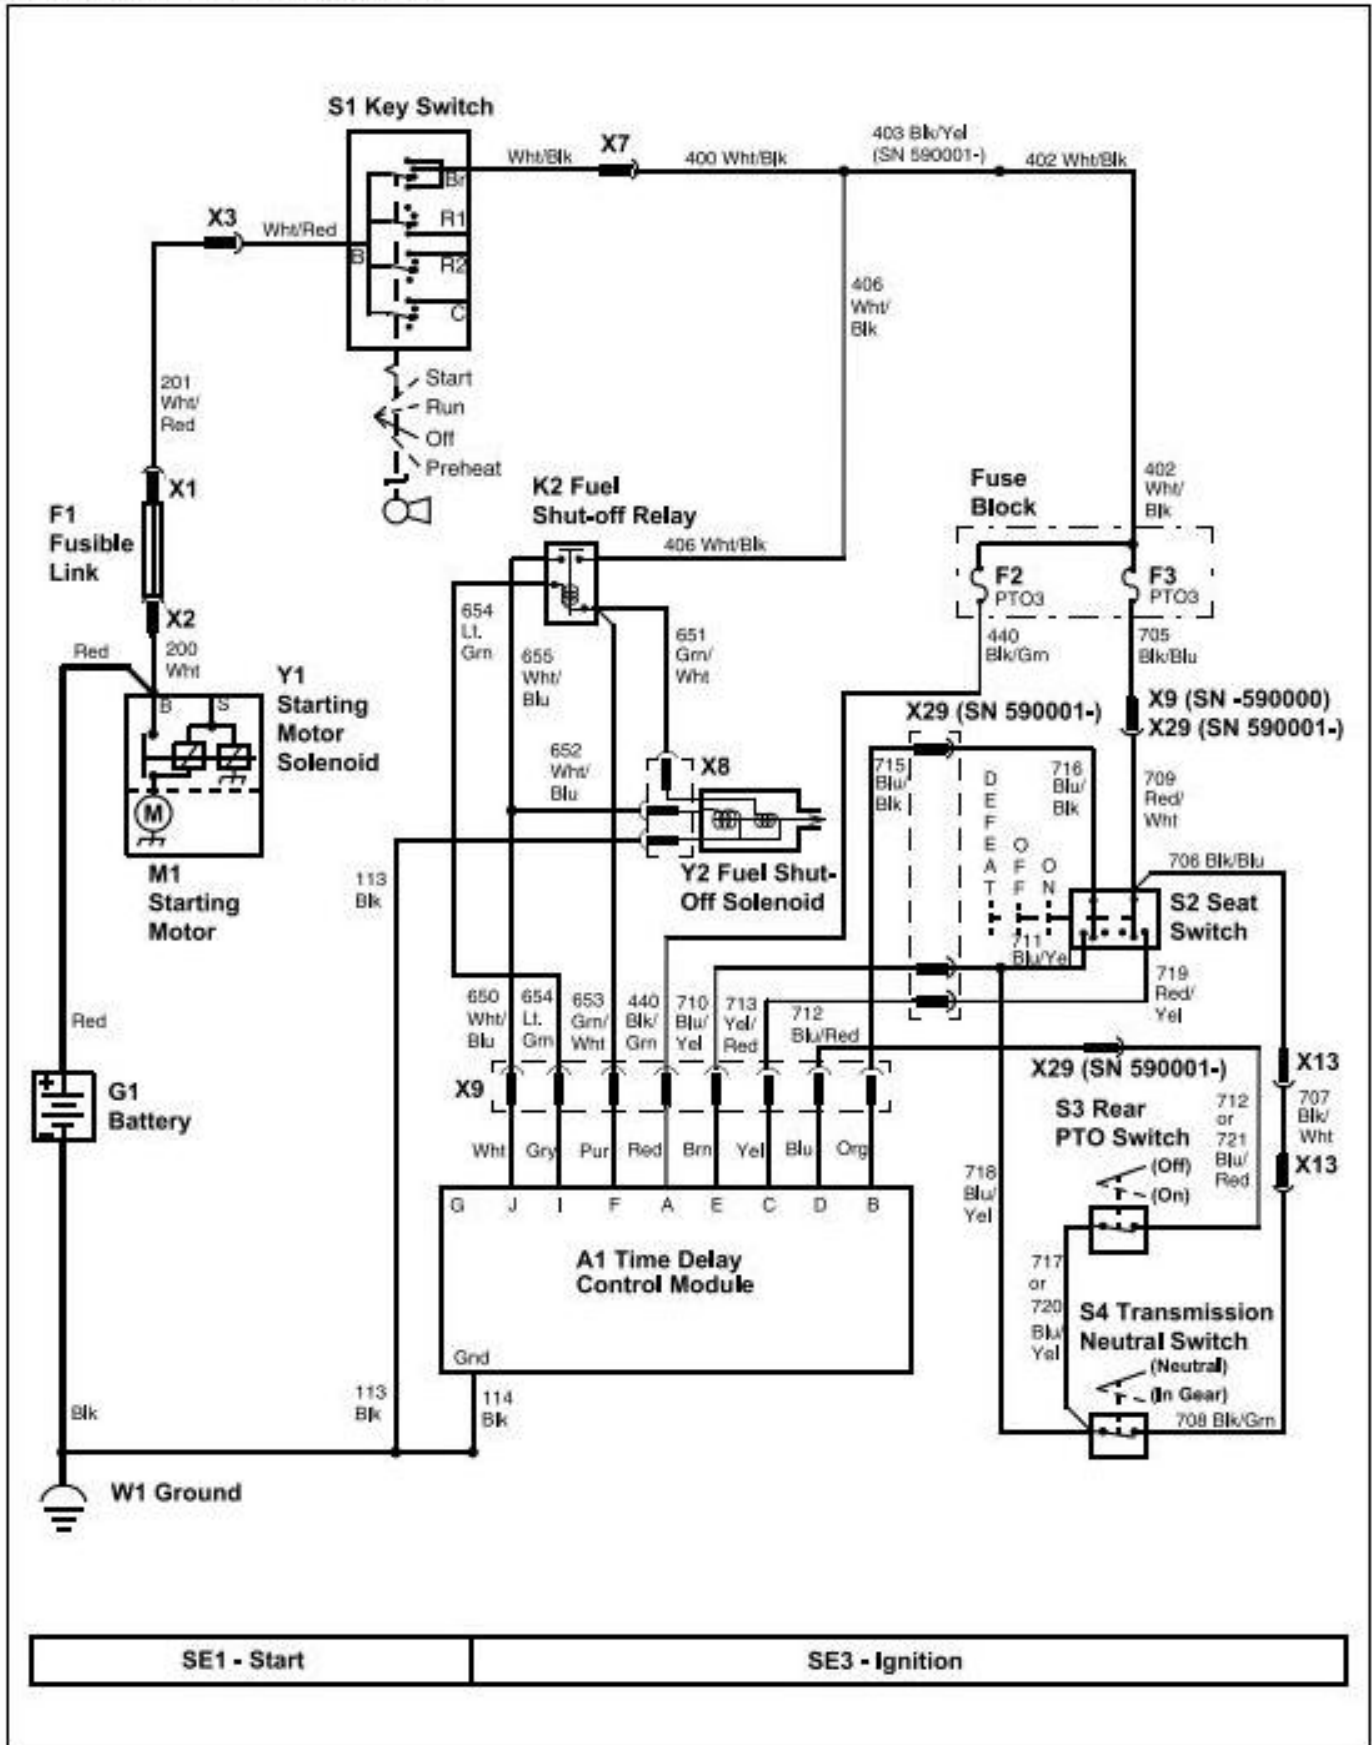 S1 Key Switch
Wht/Blk
X7
400 Wht/Blk
403 Blk/Yel
(SN 590001-)
402 Wht/Blk
Br
R1
R2
C
B
X3
Wht/Red
406
Wht/
Blk
201
Wht/
Red
Start
Run
Off
Preheat
X1
F1
Fusible
Link
X2
200
Wht
Red
K2 Fuel
Shut-off Relay
406 Wht/Blk
Fuse
Block
402
Wht/
Blk
F2
PTO3
F3
PTO3
654
Lt.
Grn
655
Wht/
Blu
651
Grn/
Wht
440
Blk/Grn
705
Blk/Blu
B
S
Y1
Starting
Motor
Solenoid
X29 (SN 590001-)
X9 (SN -590000)
X29 (SN 590001-)
652
Wht/
Blu
X8
715
Blu/
Blk
DEFEAT
OFF
ON
716
Blu/
Blk
709
Red/
Wht
M
M1
Starting
Motor
113
Blk
Y2 Fuel Shut-
Off Solenoid
706 Blk/Blu
S2 Seat
Switch
711
Blu/Yel
719
Red/
Yel
Red
650
Wht/
Blu
654
Lt.
Grn
653
Grn/
Wht
440
Blk/
Grn
710
Blu/
Yel
713
Yel/
Red
712
Blu/Red
X29 (SN 590001-)
X13
G1
Battery
X9
S3 Rear
PTO Switch
712
or
721
Blu/
Red
707
Blk/
Wht
X13
Wht
Gry
Pur
Red
Brn
Yel
Blu
Org
(Off)
(On)
718
Blu/
Yel
G
J
I
F
A
E
C
D
B
A1 Time Delay
Control Module
717
or
720
Blu/
Yel
S4 Transmission
Neutral Switch
(Neutral)
(In Gear)
708 Blk/Grn
Gnd
Blk
113
Blk
114
Blk
W1 Ground
SE1 - Start
SE3 - Ignition